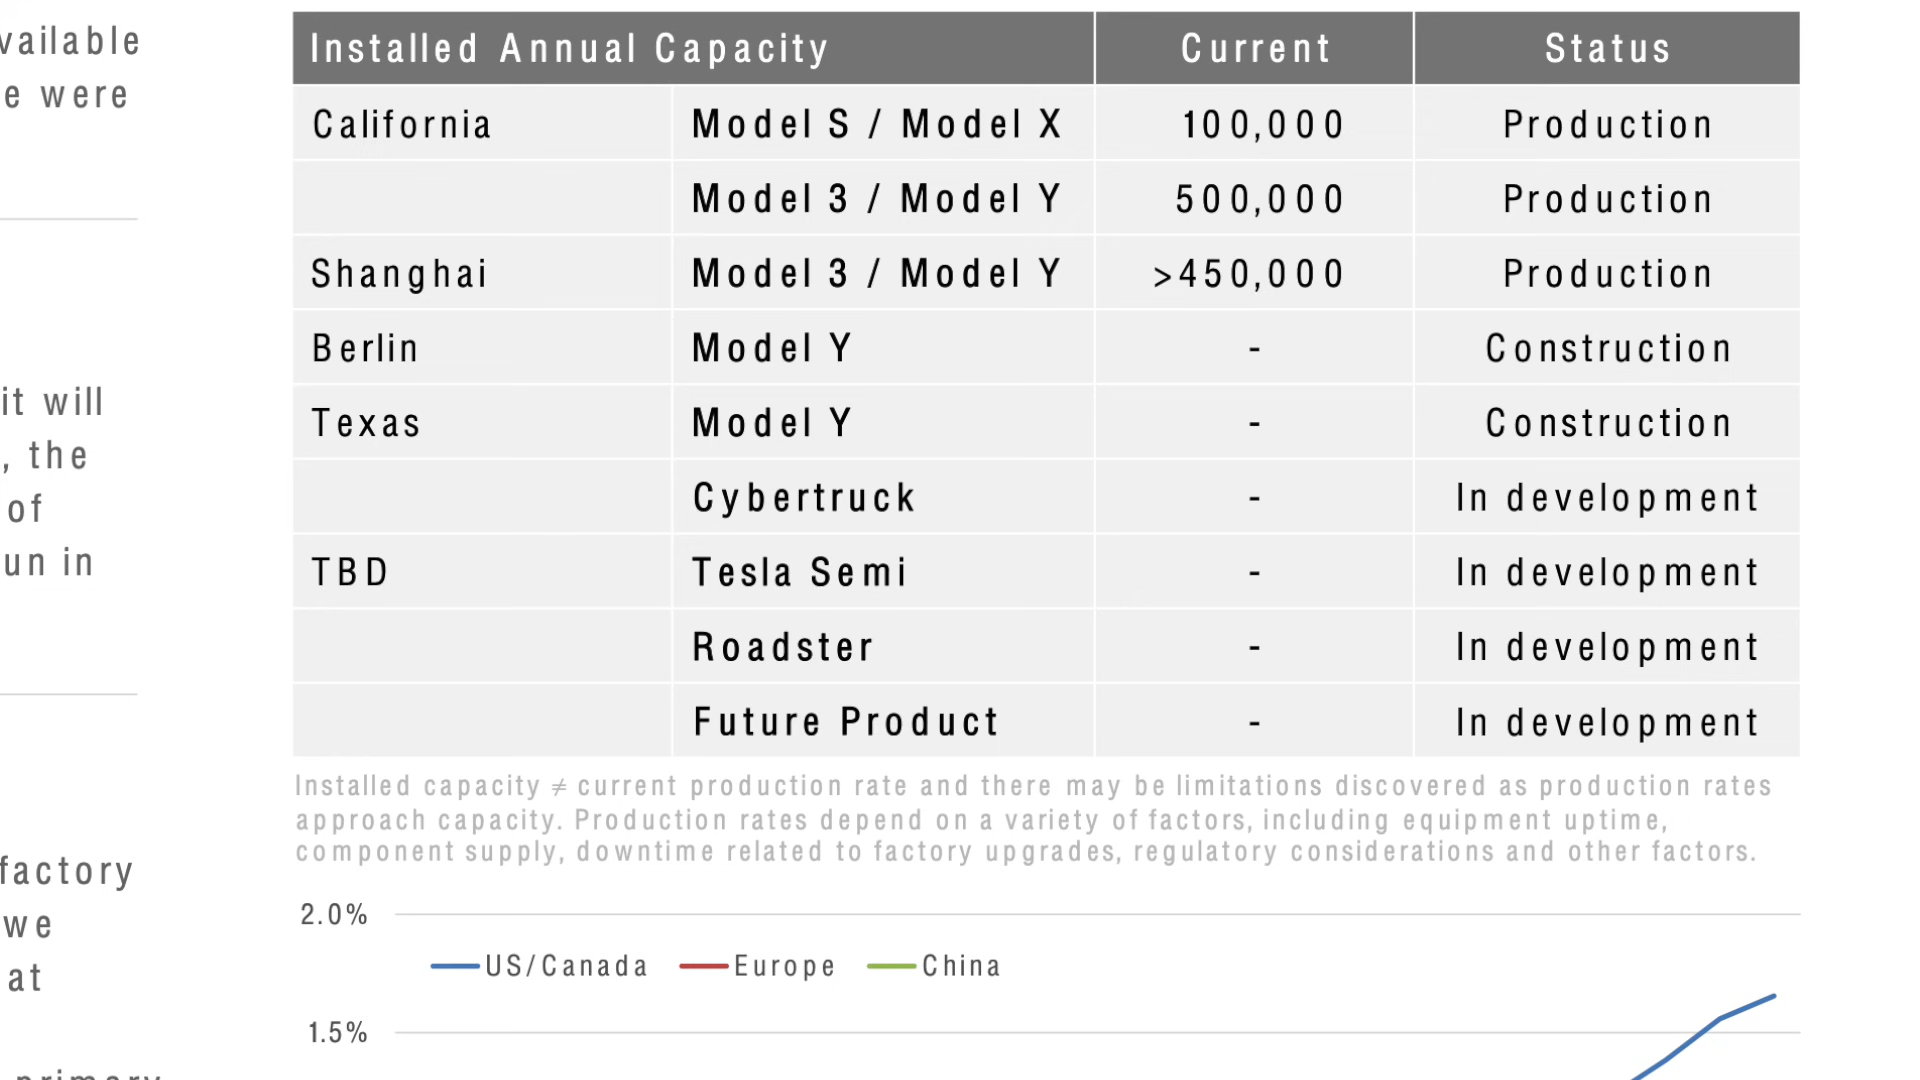 vailable
e were
it will
, the
of
un in
factory
we
at
primary
Installed Annual Capacity Current Status
California Model S / Model X 100,000 Production
Model 3 / Model Y 500,000 Production
Shanghai Model 3 / Model Y >450,000 Production
Berlin Model Y - Construction
Texas Model Y - Construction
Cybertruck - In development
TBD Tesla Semi - In development
Roadster - In development
Future Product - In development
Installed capacity ≠ current production rate and there may be limitations discovered as production rates
approach capacity. Production rates depend on a variety of factors, including equipment uptime,
component supply, downtime related to factory upgrades, regulatory considerations and other factors.
2.0%
US/Canada Europe China
1.5%